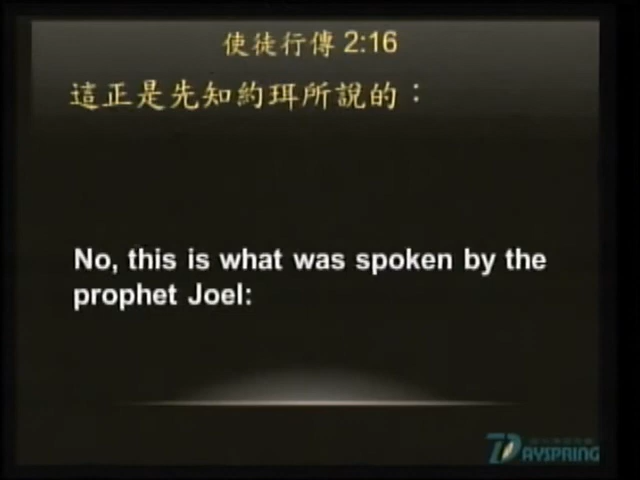 使徒行傳 2:16
這正是先知約珥所說的：
No, this is what was spoken by the
prophet Joel:
DAYSPRING